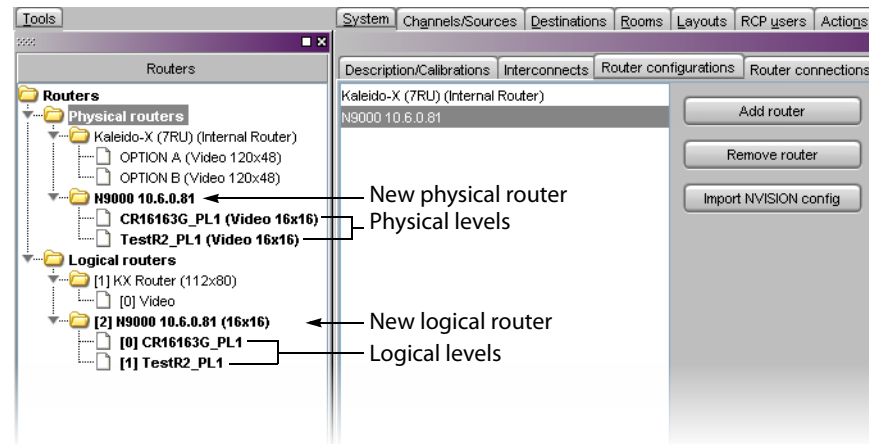 Tools
Routers
Routers
Physical routers
Kaleido-X (7RU) (Internal Router)
OPTION A (Video 120x48)
OPTION B (Video 120x48)
N9000 10.6.0.81
CR16163G_PL1 (Video 16x16)
TestR2_PL1 (Video 16x16)
Logical routers
[1] KX Router (112x80)
[0] Video
[2] N9000 10.6.0.81 (16x16)
[0] CR16163G_PL1
[1] TestR2_PL1
System Channels/Sources Destinations Rooms Layouts RCP users Actions
Description/Calibrations Interconnects Router configurations Router connections
Kaleido-X (7RU) (Internal Router)
N9000 10.6.0.81
Add router
Remove router
Import NVISION config
New physical router
Physical levels
New logical router
Logical levels